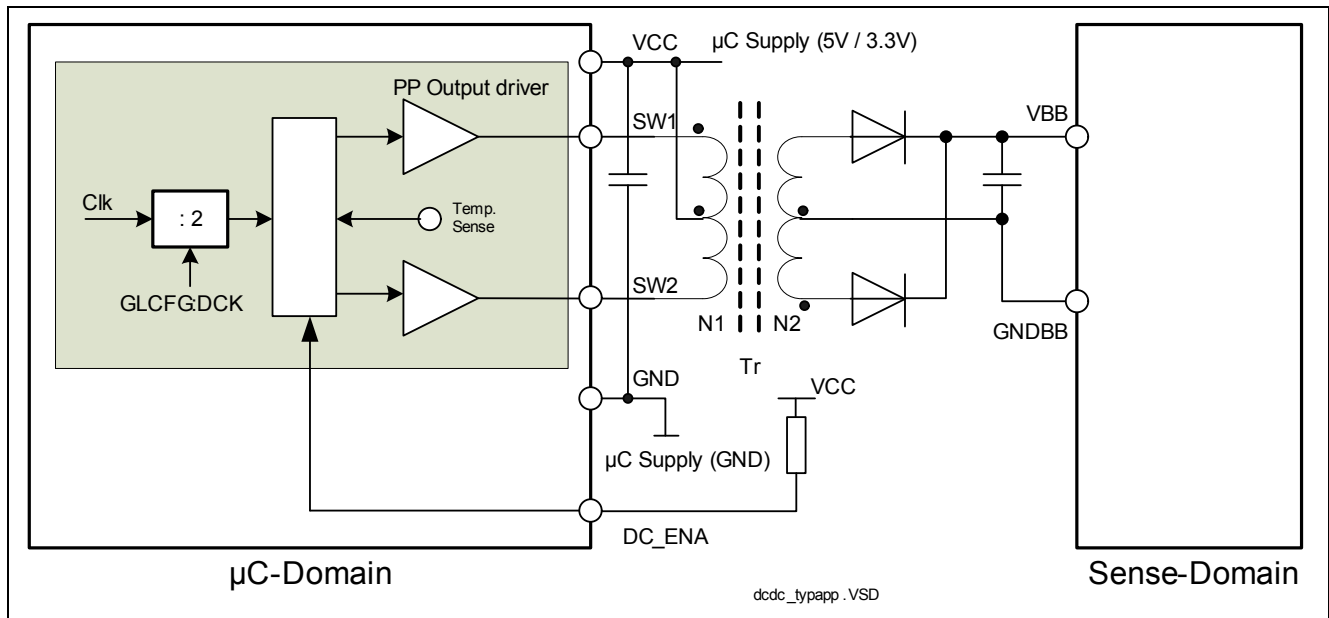 VCC
µC Supply (5V / 3.3V)
PP Output driver
SW1
VBB
Clk
: 2
Temp.
Sense
GLCFG:DCK
SW2
N1
N2
GNDBB
Tr
GND
VCC
µC Supply (GND)
DC_ENA
µC-Domain
Sense-Domain
dcdc_typapp .VSD